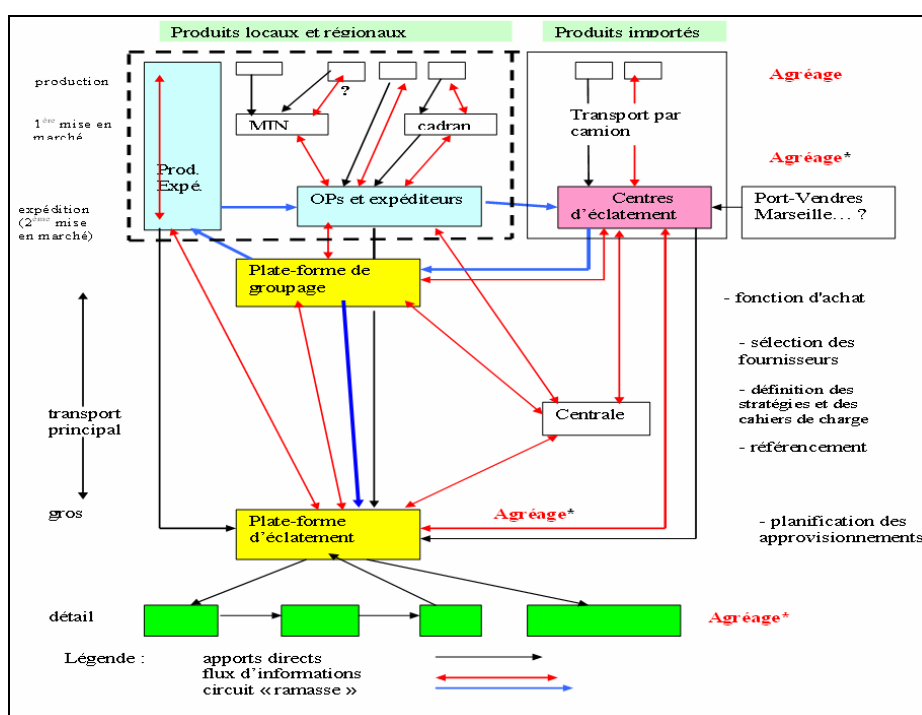 Produits locaux et régionaux
Produits importés
production
?
Agréage
1ère mise en
marché
MIN
cadran
Transport par
camion
Prod.
Expé.
Agréage*
expédition
(2ème mise
en marché)
OPs et expéditeurs
Centres
d'éclatement
Port-Vendres
Marseille… ?
Plate-forme de
groupage
- fonction d'achat
- sélection des
fournisseurs
- définition des
stratégies et des
cahiers de charge
- référencement
transport
principal
Centrale
gros
Plate-forme
d'éclatement
Agréage*
- planification des
approvisionnements
détail
Agréage*
Légende :
apports directs
flux d'informations
circuit « ramasse »